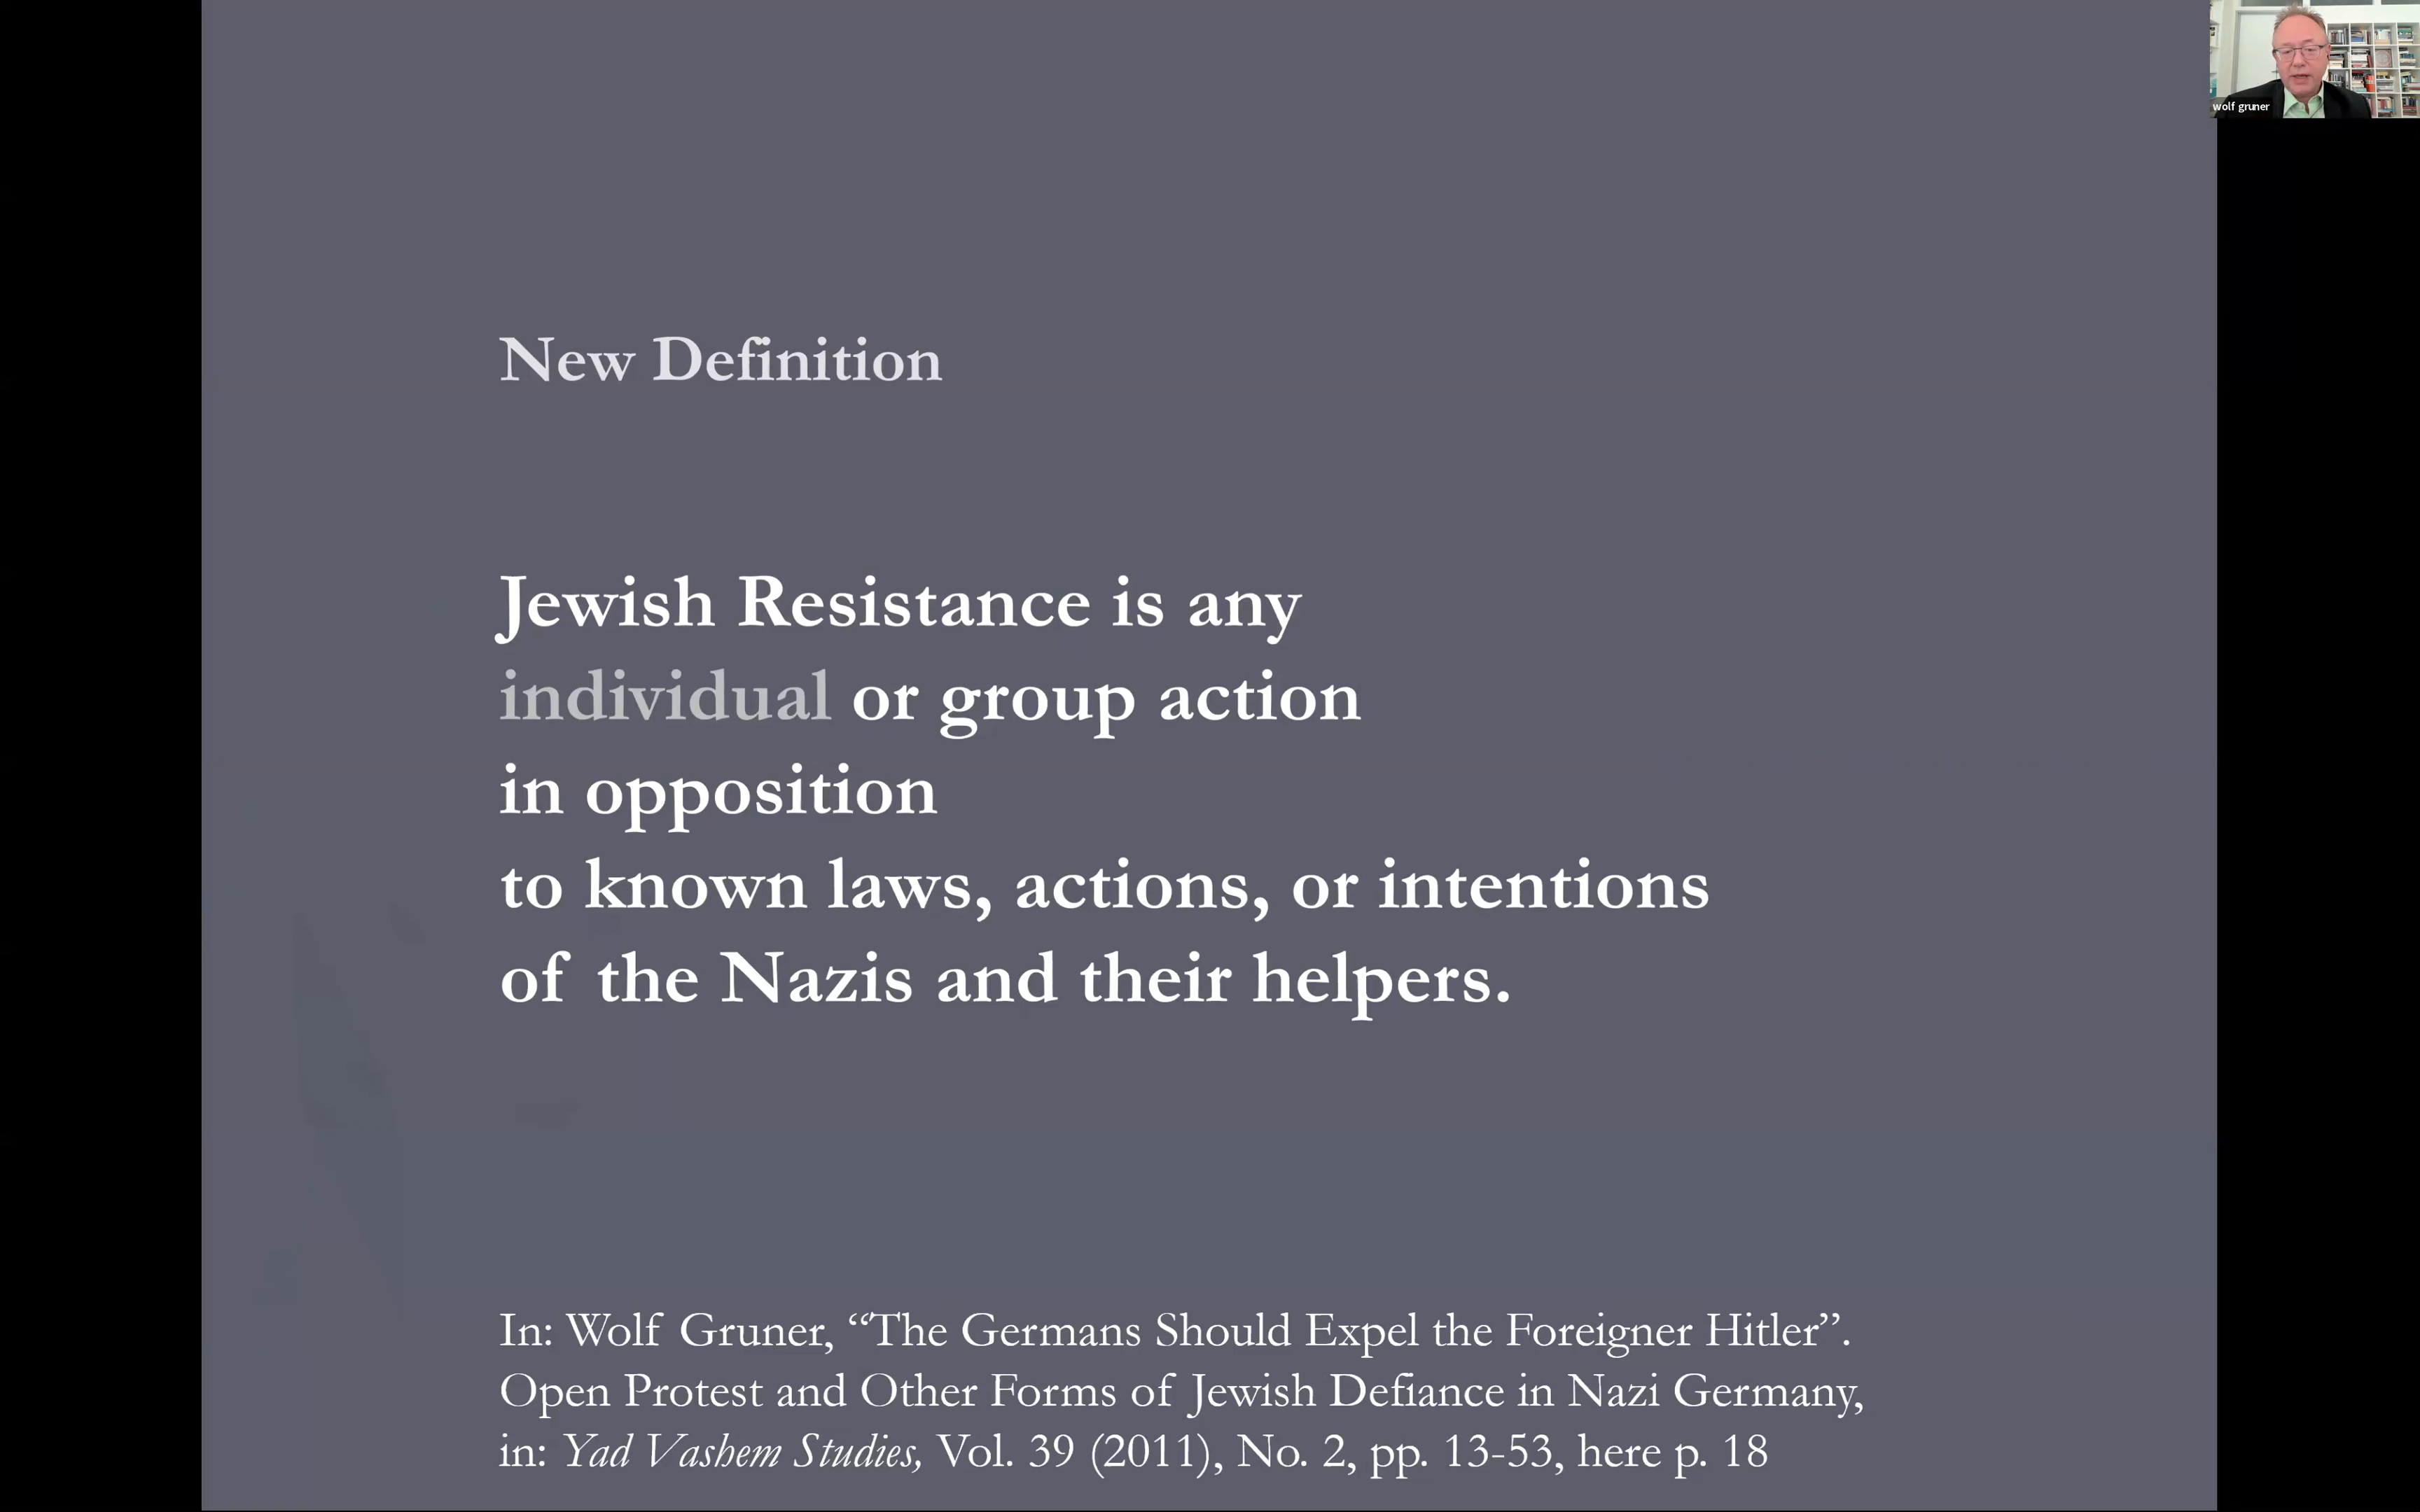 wolf gruner
New Definition
Jewish Resistance is any
individual or group action
in opposition
to known laws, actions, or intentions
of the Nazis and their helpers.
In: Wolf Gruner, “The Germans Should Expel the Foreigner Hitler”.
Open Protest and Other Forms of Jewish Defiance in Nazi Germany,
in: Yad Vashem Studies, Vol. 39 (2011), No. 2, pp. 13-53, here p. 18